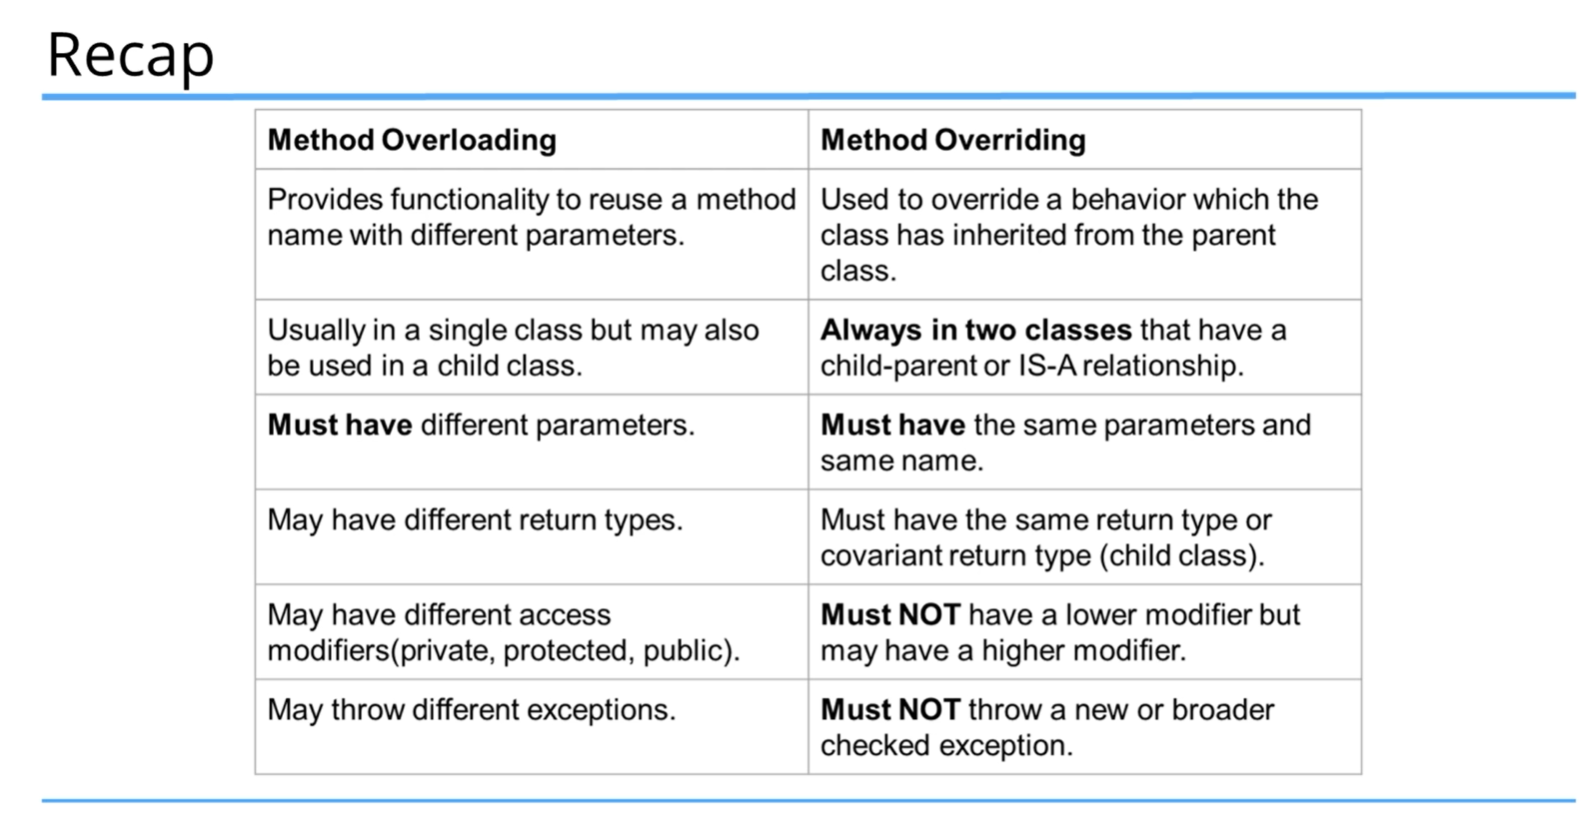 Recap
Method Overloading
Method Overriding
Provides functionality to reuse a method
name with different parameters.
Used to override a behavior which the
class has inherited from the parent
class.
Usually in a single class but may also
be used in a child class.
Always in two classes that have a
child-parent or IS-A relationship.
Must have different parameters.
Must have the same parameters and
same name.
May have different return types.
Must have the same return type or
covariant return type (child class).
May have different access
modifiers(private, protected, public).
Must NOT have a lower modifier but
may have a higher modifier.
May throw different exceptions.
Must NOT throw a new or broader
checked exception.